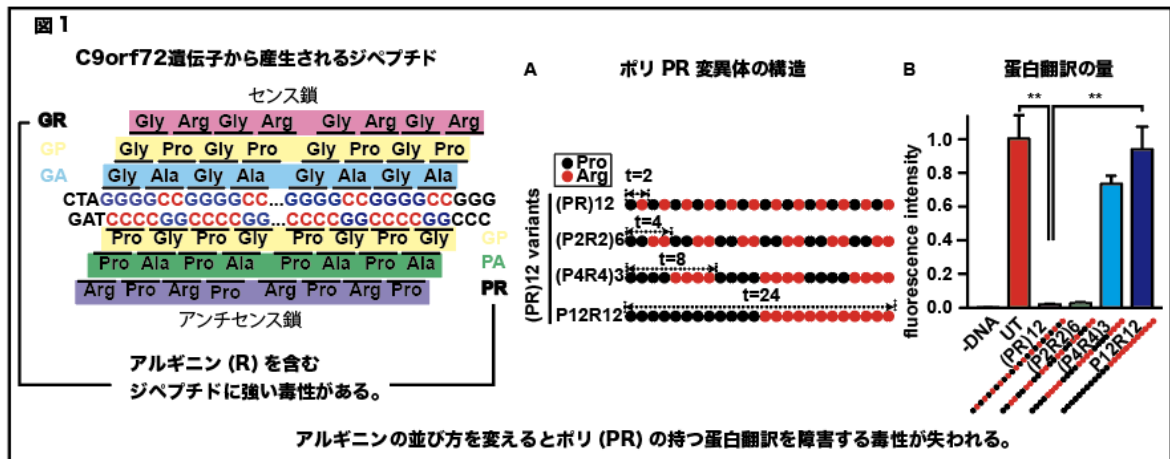 図1
C9orf72遺伝子から産生されるジペプチド
センス鎖
GR
Gly Arg Gly Arg Gly Arg Gly Arg
GP
Gly Pro Gly Pro Gly Pro Gly Pro
GA
Gly Ala Gly Ala Gly Ala Gly Ala
CTAGGGGCCGGGGCC...GGGGCCGGGGCCGGG
GATCCCCGGCCCCGG...CCCCGGCCCCGGCCC
Pro Gly Pro Gly Pro Gly Pro Gly
GP
Pro Ala Pro Ala Pro Ala Pro Ala
PA
Arg Pro Arg Pro Arg Pro Arg Pro
PR
アンチセンス鎖
アルギニン (R) を含む
ジペプチドに強い毒性がある。
A
ポリ PR 変異体の構造
Pro
Arg
(PR)12 variants
t=2
(PR)12
t=4
(P2R2)6
t=8
(P4R4)3
t=24
P12R12
B
蛋白翻訳の量
** **
fluorescence intensity
1.0
0.8
0.6
0.4
0.2
0.0
-DNA
UT
(PR)12
(P2R2)6
(P4R4)3
P12R12
アルギニンの並び方を変えるとポリ (PR) の持つ蛋白翻訳を障害する毒性が失われる。